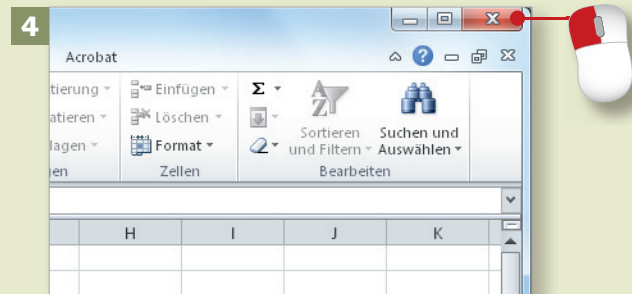 4
Acrobat
tierung
Einfügen
Σ
atieren
Löschen
lagen
Format
Sortieren und Filtern
Suchen und Auswählen
en
Zellen
Bearbeiten
H I J K